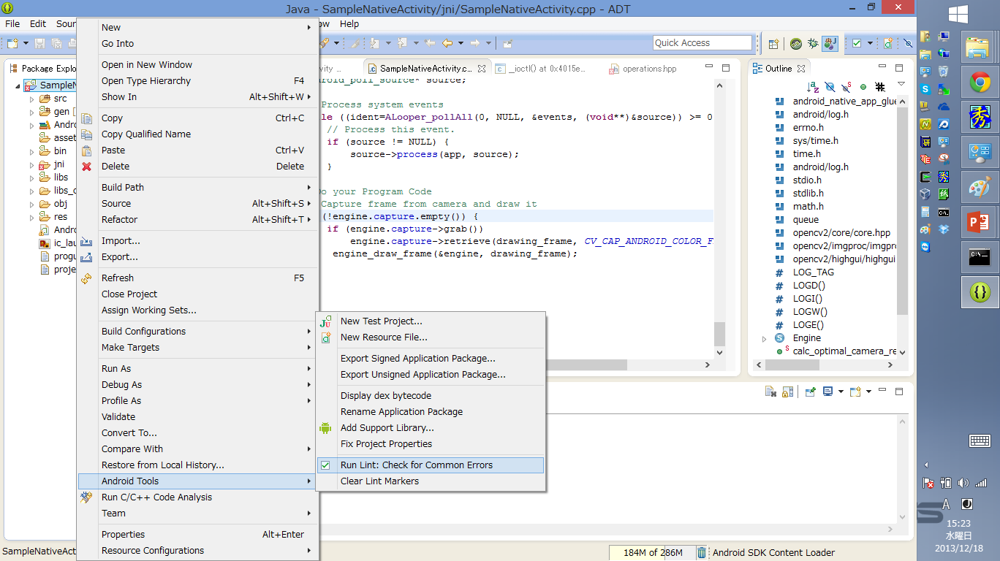 Java - SampleNativeActivity/jni/SampleNativeActivity.cpp - ADT
File Edit Sour
ow Help
Quick Access
Package Explo
SampleN
src
gen [
Andro
asset
bin
jni
libs
libs_c
obj
res
Andro
ic_lau
progu
proje
New
Go Into
Open in New Window
Open Type Hierarchy F4
Show In Alt+Shift+W
Copy Ctrl+C
Copy Qualified Name
Paste Ctrl+V
Delete Delete
Build Path
Source Alt+Shift+S
Refactor Alt+Shift+T
Import...
Export...
Refresh F5
Close Project
Assign Working Sets...
Build Configurations
Make Targets
Run As
Debug As
Profile As
Validate
Convert To...
Compare With
Restore from Local History...
Android Tools
Run C/C++ Code Analysis
Team
Properties Alt+Enter
Resource Configurations
New Test Project...
New Resource File...
Export Signed Application Package...
Export Unsigned Application Package...
Display dex bytecode
Rename Application Package
Add Support Library...
Fix Project Properties
Run Lint: Check for Common Errors
Clear Lint Markers
vity ...
SampleNativeActivity.c...
_ioctl() at 0x4015e...
operations.hpp
droid_poll_source* source;
Process system events
le ((ident=ALooper_pollAll(0, NULL, &events, (void**)&source)) >= 0
// Process this event.
if (source != NULL) {
source->process(app, source);
}
Do your Program Code
Capture frame from camera and draw it
(!engine.capture.empty()) {
if (engine.capture->grab())
engine.capture->retrieve(drawing_frame, CV_CAP_ANDROID_COLOR_F
engine_draw_frame(&engine, drawing_frame);
Outline
android_native_app_glue
android/log.h
errno.h
sys/time.h
time.h
android/log.h
stdio.h
stdlib.h
math.h
queue
opencv2/core/core.hpp
opencv2/imgproc/imgpro
opencv2/highgui/highgui
LOG_TAG
LOGD()
LOGI()
LOGW()
LOGE()
Engine
calc_optimal_camera_re
SampleNativeActi
184M of 286M
Android SDK Content Loader
A
15:23
水曜日
2013/12/18